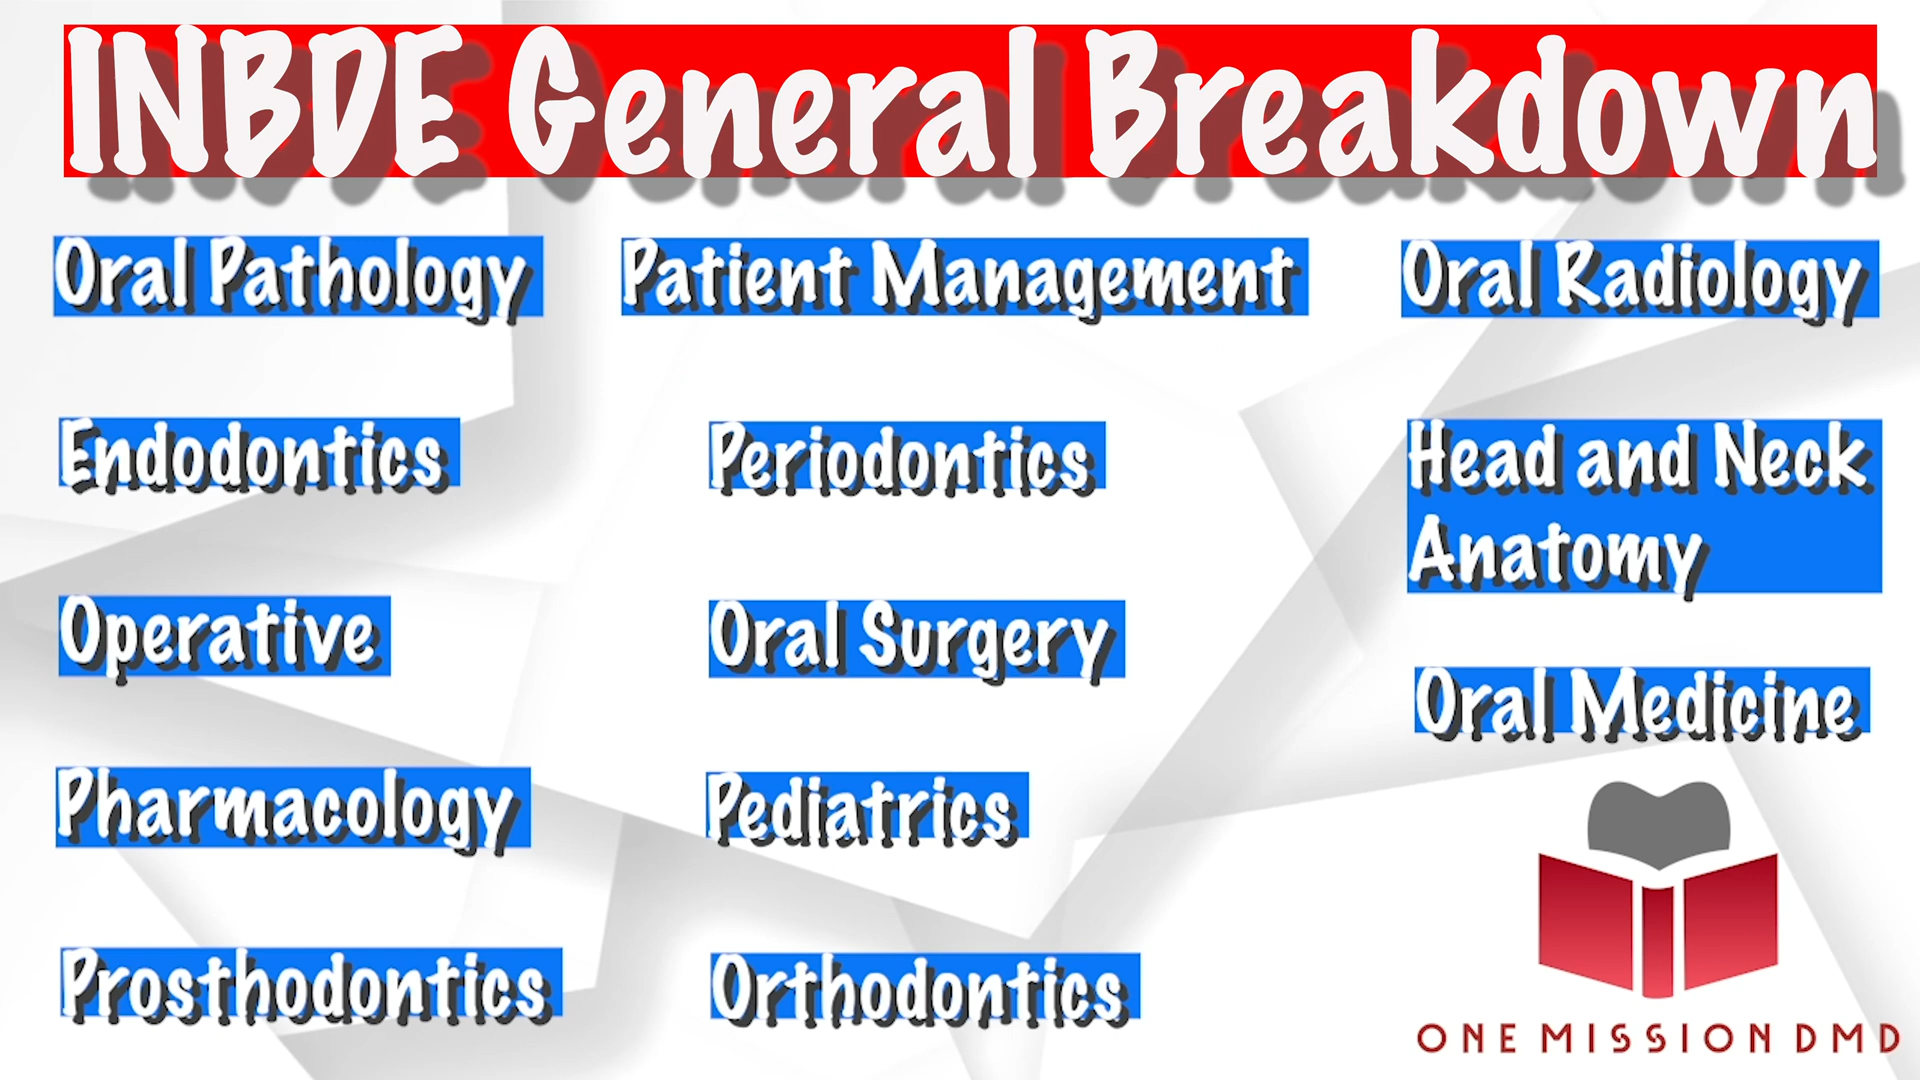 INBDE General Breakdown
Oral Pathology
Endodontics
Operative
Pharmacology
Prosthodontics
Patient Management
Periodontics
Oral Surgery
Pediatrics
Orthodontics
Oral Radiology
Head and Neck
Anatomy
Oral Medicine
ONE MISSION DMD